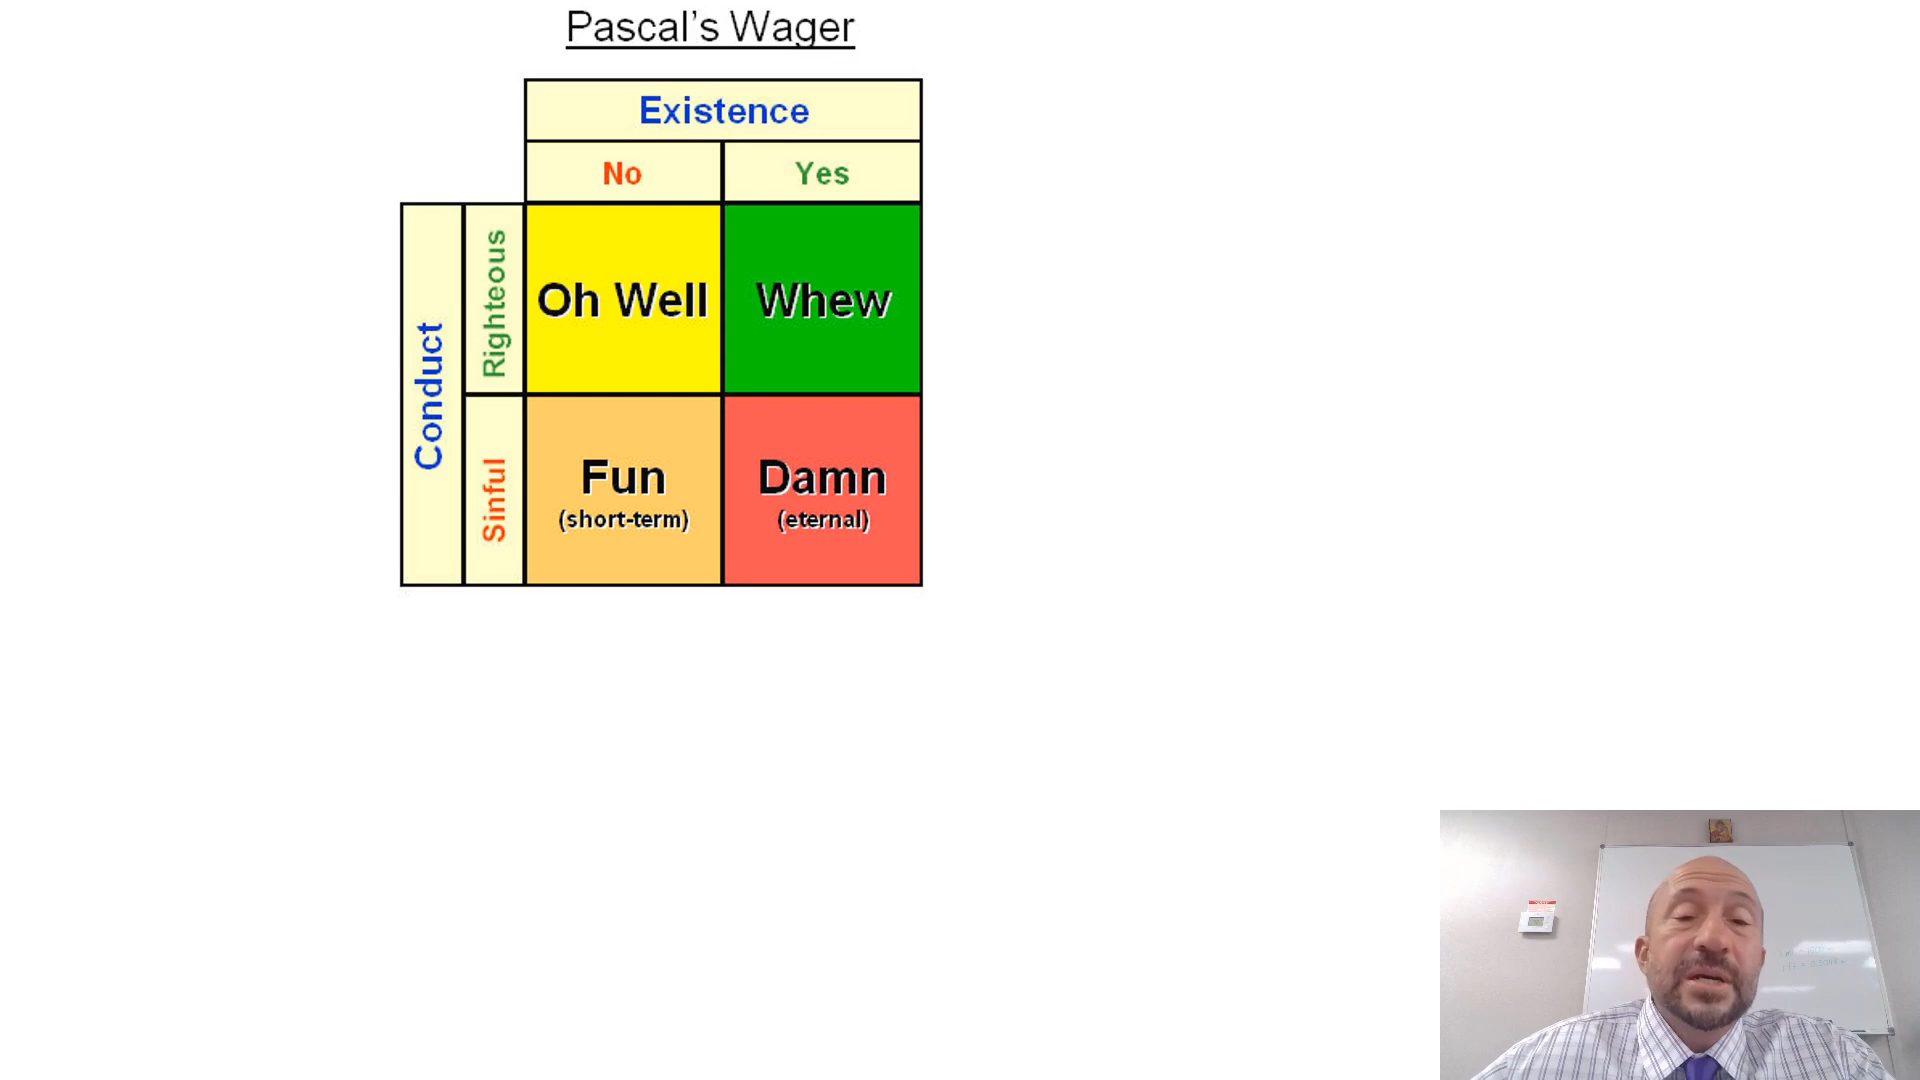 Pascal's Wager
Existence
No Yes
Conduct
Righteous
Oh Well Whew
Sinful
Fun Damn
(short-term) (eternal)